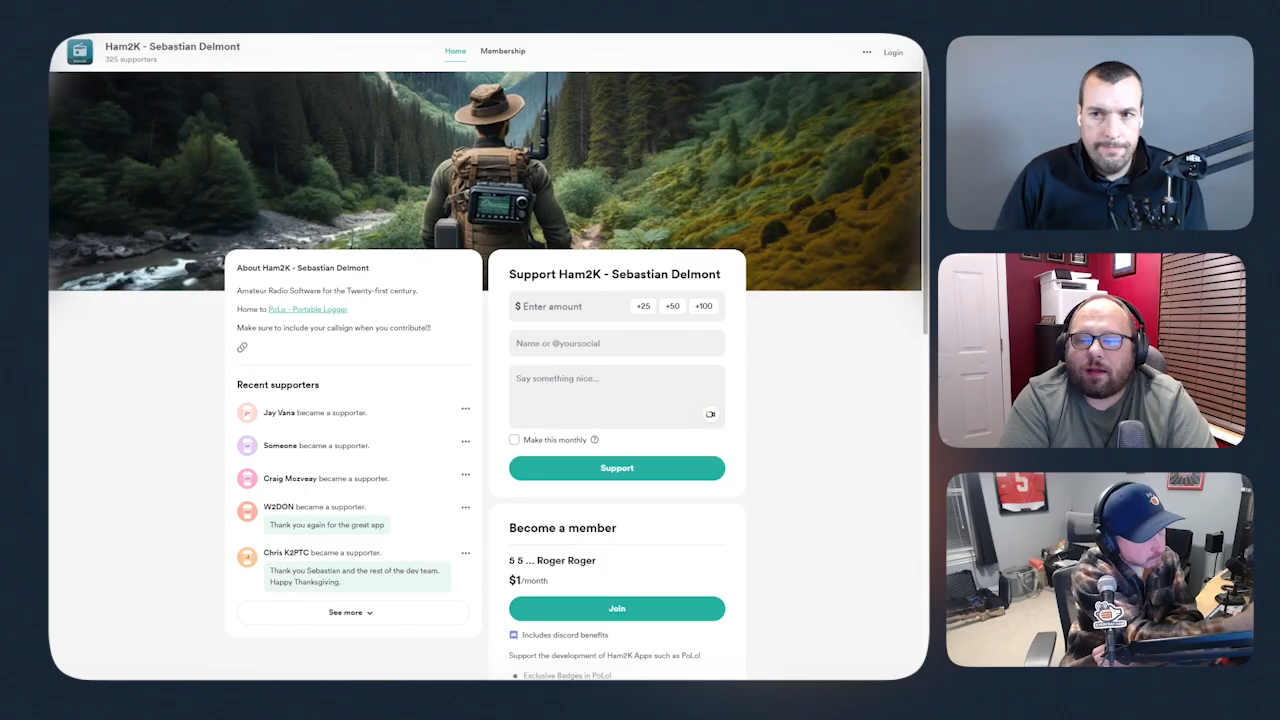 Ham2K - Sebastian Delmont
325 supporters
Home
Membership
Login
About Ham2K - Sebastian Delmont
Amateur Radio Software for the Twenty-first century.
Home to PoLo - Portable Logger
Make sure to include your callsign when you contribute!!!
Recent supporters
Jay Vana became a supporter.
Someone became a supporter.
Craig Mczveay became a supporter.
W2DON became a supporter.
Thank you again for the great app
Chris K2PTC became a supporter.
Thank you Sebastian and the rest of the dev team.
Happy Thanksgiving.
See more
Support Ham2K - Sebastian Delmont
$ Enter amount
+25
+50
+100
Name or @yoursocial
Say something nice...
Make this monthly
Support
Become a member
5 5 ... Roger Roger
$1/month
Join
Includes discord benefits
Support the development of Ham2K Apps such as PoLo!
Exclusive Badges in PoLo!
HEIL
5